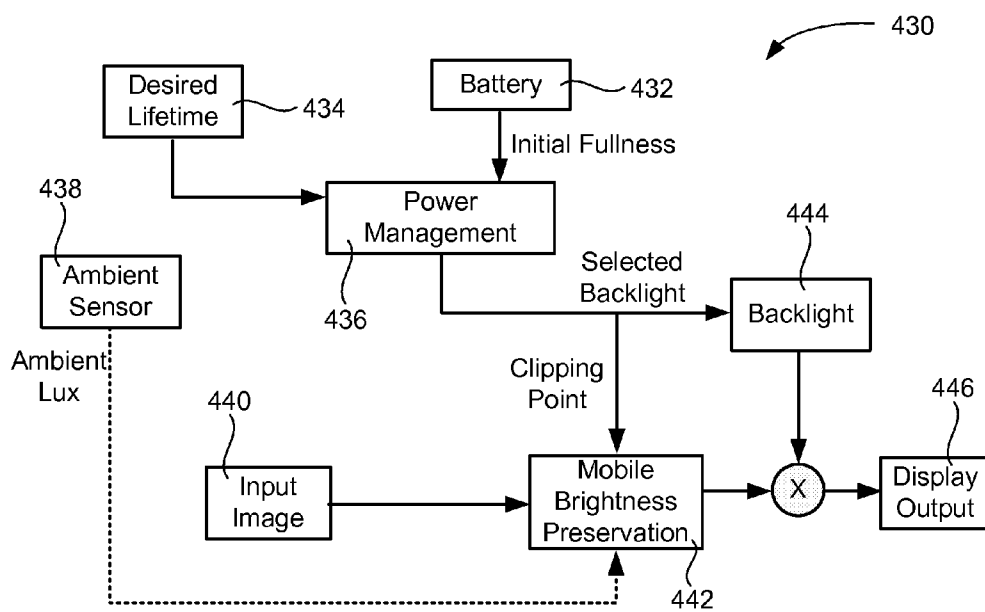 430
Desired
Lifetime
434
Battery
432
Initial Fullness
438
Ambient
Sensor
Power
Management
436
444
Selected
Backlight
Backlight
Ambient
Lux
Clipping
Point
440
Input
Image
Mobile
Brightness
Preservation
442
X
446
Display
Output